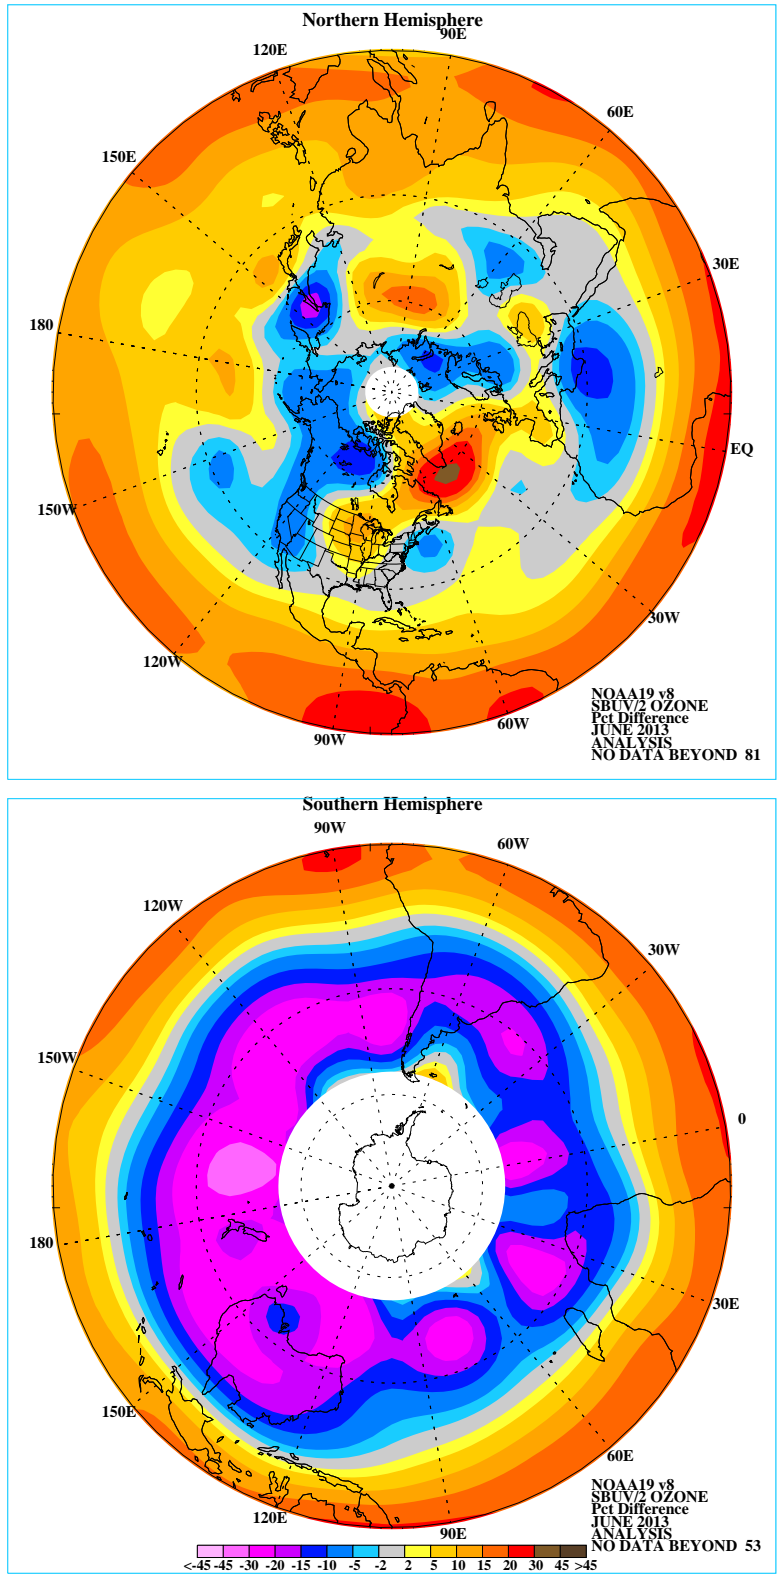 Northern Hemisphere
90E
120E
60E
150E
30E
180
EQ
150W
30W
120W
60W
90W
NOAA19 v8
SBUV/2 OZONE
Pct Difference
JUNE 2013
ANALYSIS
NO DATA BEYOND 81
Southern Hemisphere
90W
60W
120W
30W
150W
0
180
30E
150E
60E
120E
90E
NOAA19 v8
SBUV/2 OZONE
Pct Difference
JUNE 2013
ANALYSIS
NO DATA BEYOND 53
<-45 -45 -30 -20 -15 -10 -5 -2 2 5 10 15 20 30 45 >45